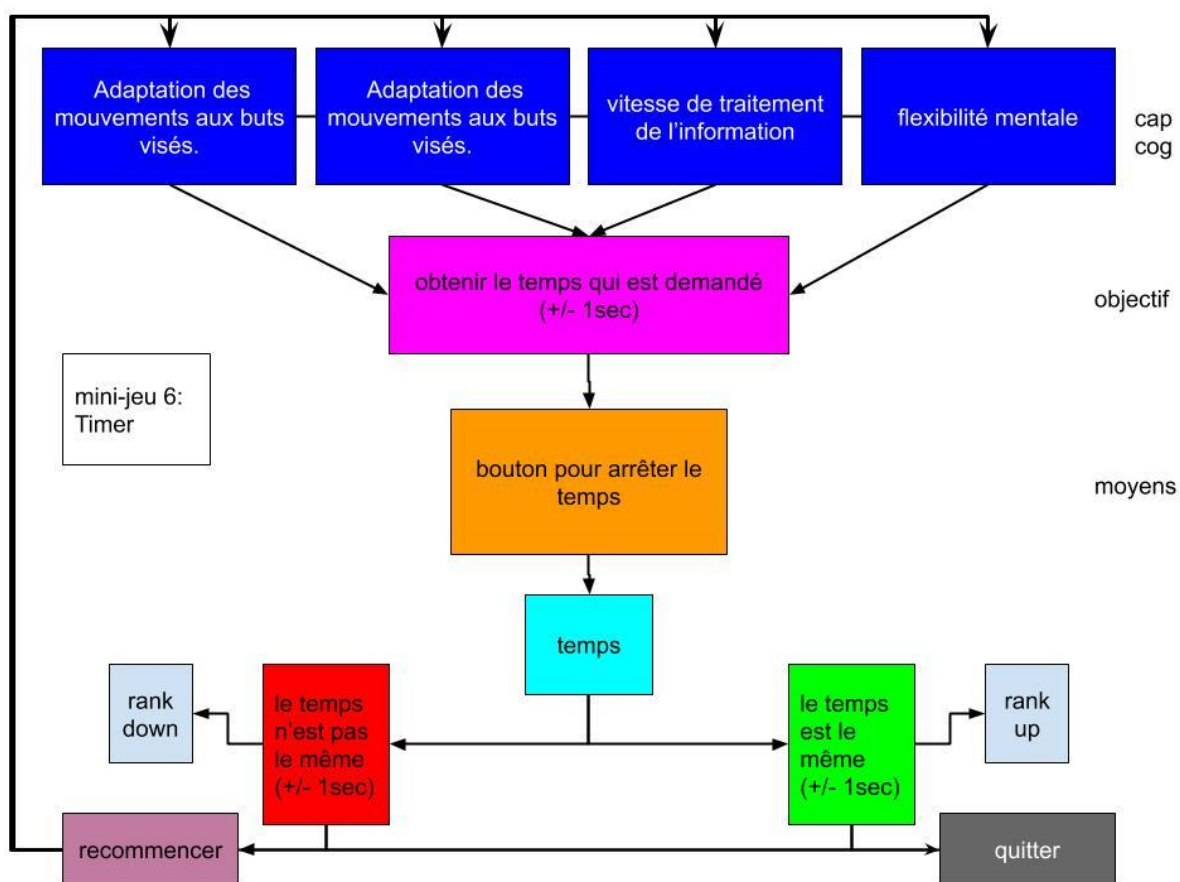 Adaptation des
mouvements aux buts
visés.
Adaptation des
mouvements aux buts
visés.
vitesse de traitement
de l'information
flexibilité mentale
cap
cog
obtenir le temps qui est demandé
(+/- 1sec)
objectif
mini-jeu 6:
Timer
bouton pour arrêter le
temps
moyens
temps
rank
down
le temps
n'est pas
le même
(+/- 1sec)
le temps
est le
même
(+/- 1sec)
rank
up
recommencer
quitter